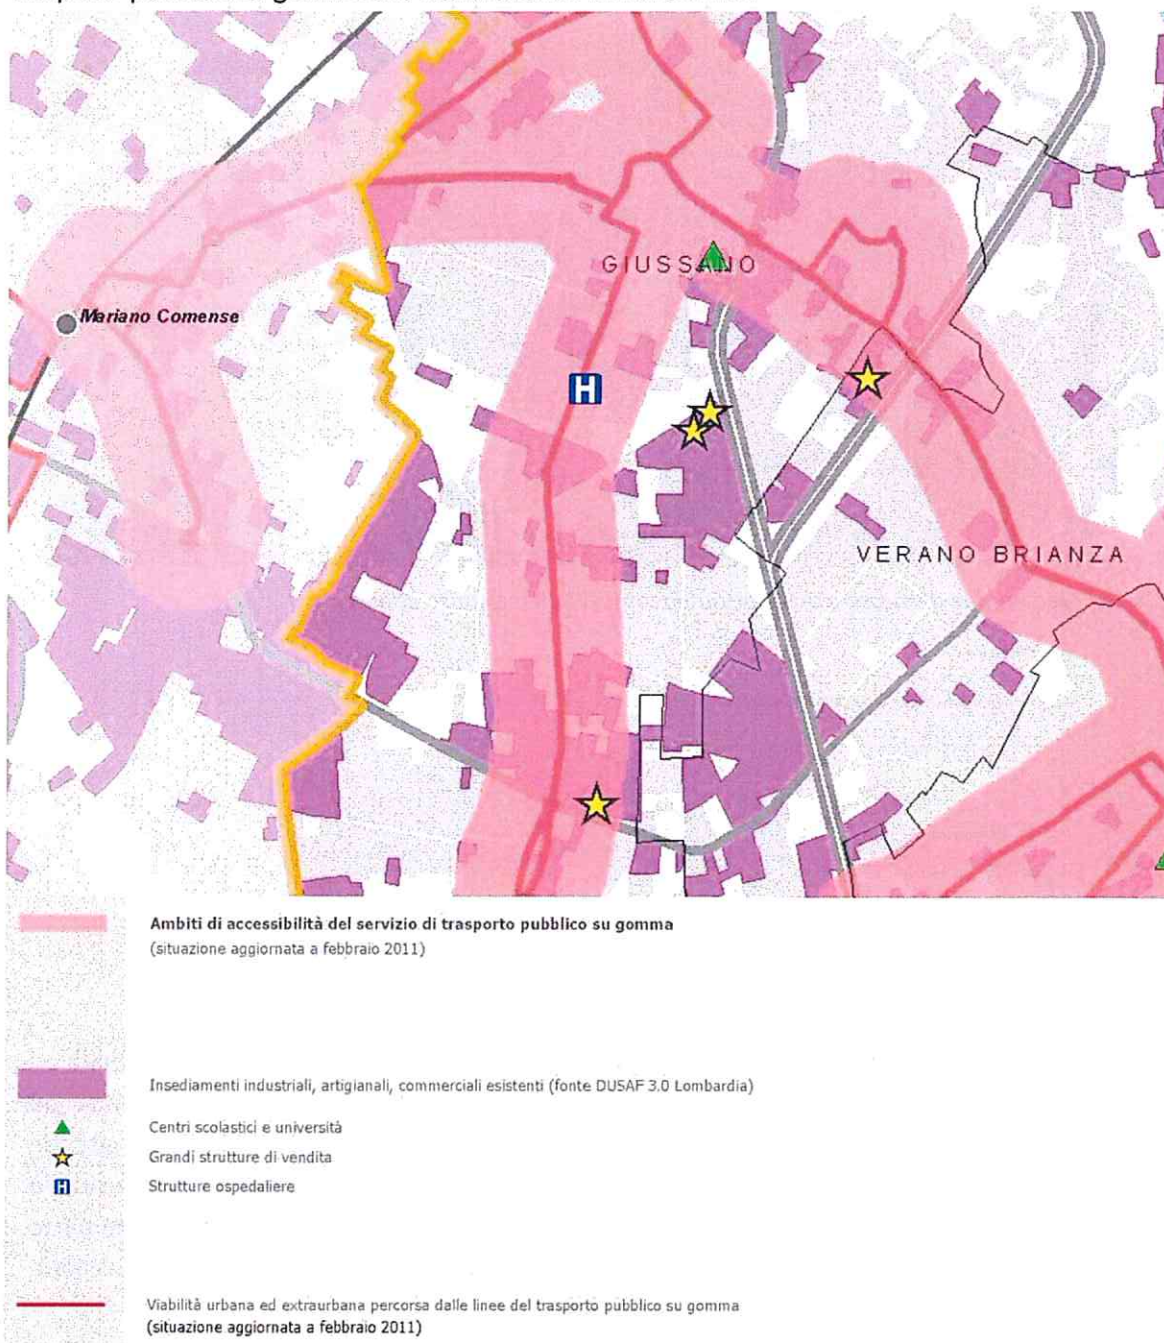 GIUSSANO
Mariano Comense
H
VERANO BRIANZA
Ambiti di accessibilità del servizio di trasporto pubblico su gomma
(situazione aggiornata a febbraio 2011)
Insediamenti industriali, artigianali, commerciali esistenti (fonte DUSAF 3.0 Lombardia)
Centri scolastici e università
Grandi strutture di vendita
H Strutture ospedaliere
Viabilità urbana ed extraurbana percorsa dalle linee del trasporto pubblico su gomma
(situazione aggiornata a febbraio 2011)